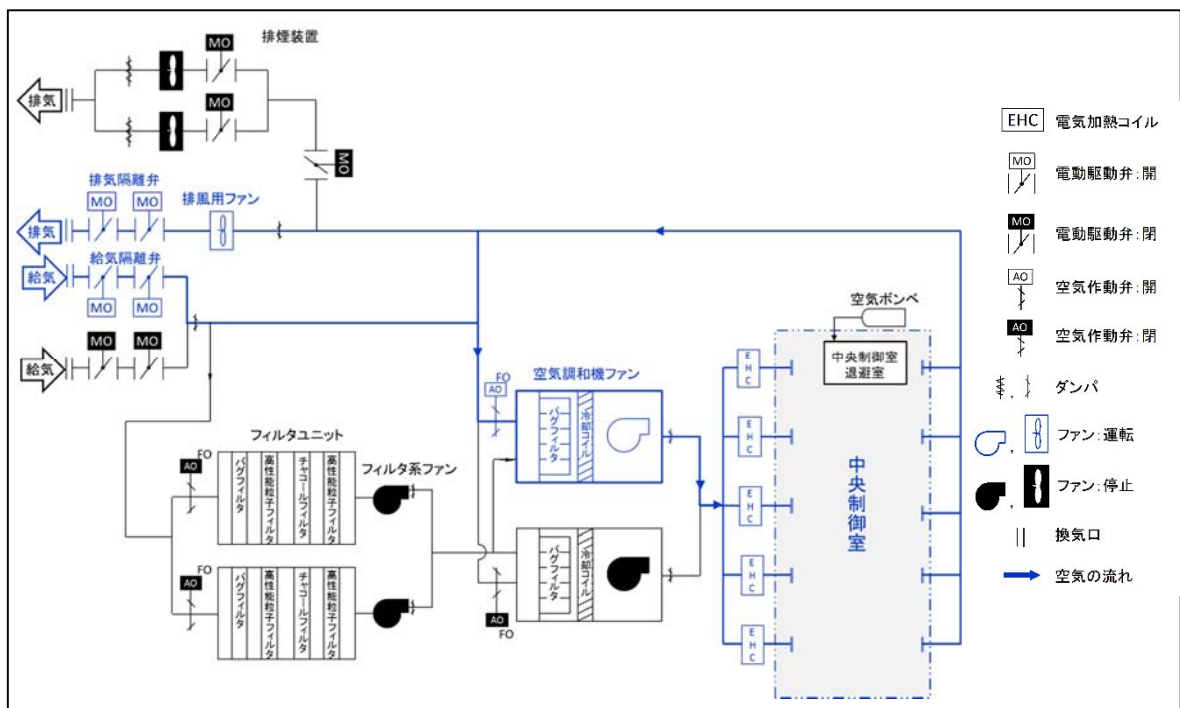 排煙装置
MO
排気
MO
MO
排気隔離弁
MO
MO
排風用ファン
排気
給気隔離弁
給気
MO
MO
MO
MO
給気
空気ボンベ
中央制御室
退避室
中央制御室
空気調和機ファン
FO
AO
バグフィルタ
冷却コイル
EHC
EHC
EHC
EHC
EHC
フィルタユニット
フィルタ系ファン
FO
AO
バグフィルタ
高性能粒子フィルタ
チャコールフィルタ
高性能粒子フィルタ
FO
AO
バグフィルタ
高性能粒子フィルタ
チャコールフィルタ
高性能粒子フィルタ
バグフィルタ
冷却コイル
AO
FO
EHC 電気加熱コイル
MO 電動駆動弁:開
MO 電動駆動弁:閉
AO 空気作動弁:開
AO 空気作動弁:閉
, ダンパ
, ファン:運転
, ファン:停止
換気口
空気の流れ